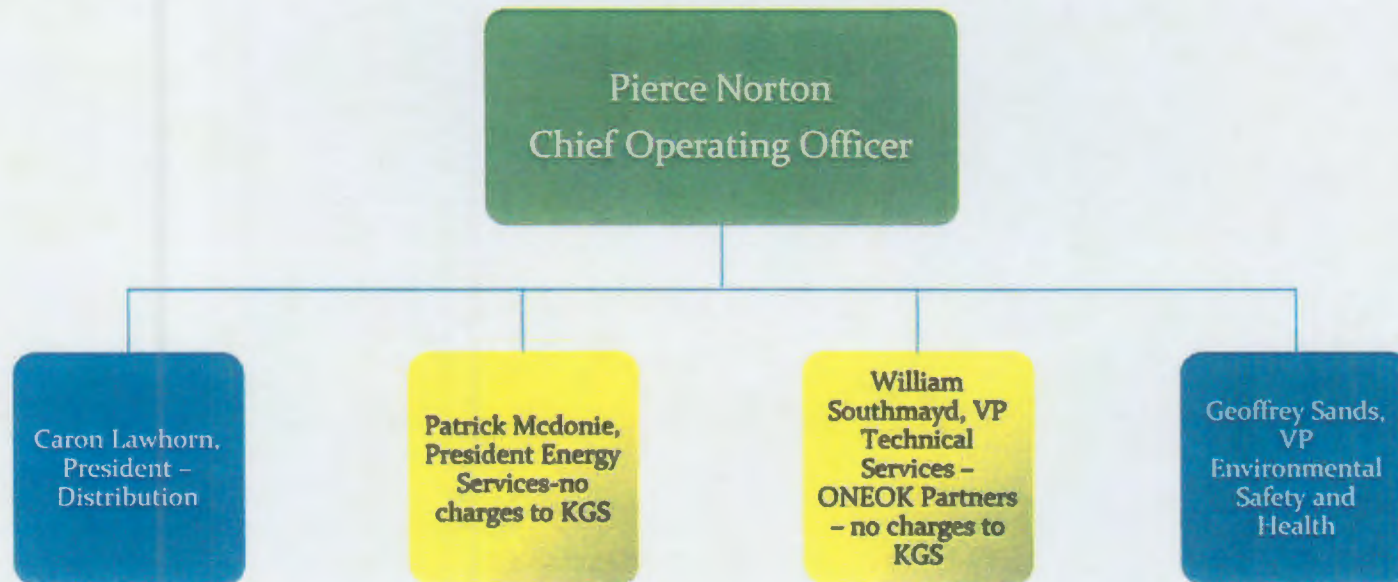 Pierce Norton
Chief Operating Officer
Caron Lawhorn,
President –
Distribution
Patrick Mcdonie,
President Energy
Services-no
charges to KGS
William
Southmayd, VP
Technical
Services –
ONEOK Partners
– no charges to
KGS
Geoffrey Sands,
VP
Environmental
Safety and
Health